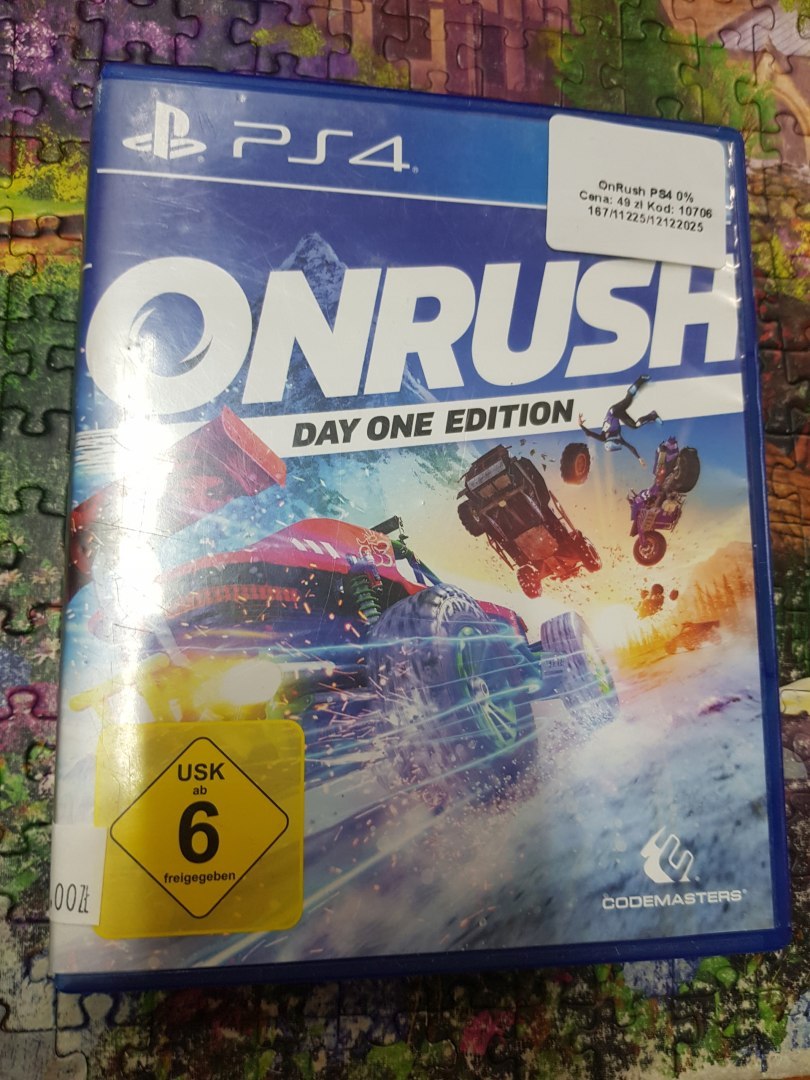 PS4
OnRush PS4 0%
Cena: 49 zł Kod: 10706
167/11225/12122025
ONRUSH
DAY ONE EDITION
USK
ab
6
freigegeben
00ZŁ
CODEMASTERS